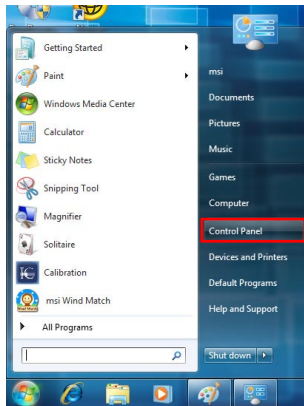 Getting Started
Paint
Windows Media Center
Calculator
Sticky Notes
Snipping Tool
Magnifier
Solitaire
Calibration
msi Wind Match
All Programs
msi
Documents
Pictures
Music
Games
Computer
Control Panel
Devices and Printers
Default Programs
Help and Support
Shut down